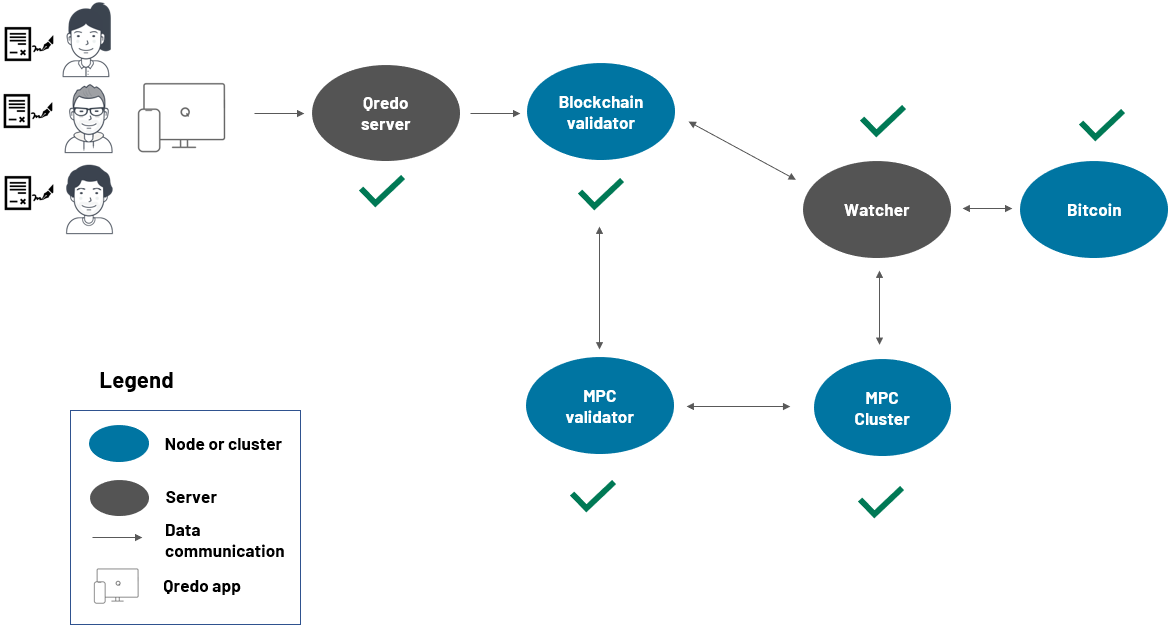 Qredo
server
Blockchain
validator
Watcher
Bitcoin
MPC
validator
MPC
Cluster
Legend
Node or cluster
Server
Data
communication
Qredo app